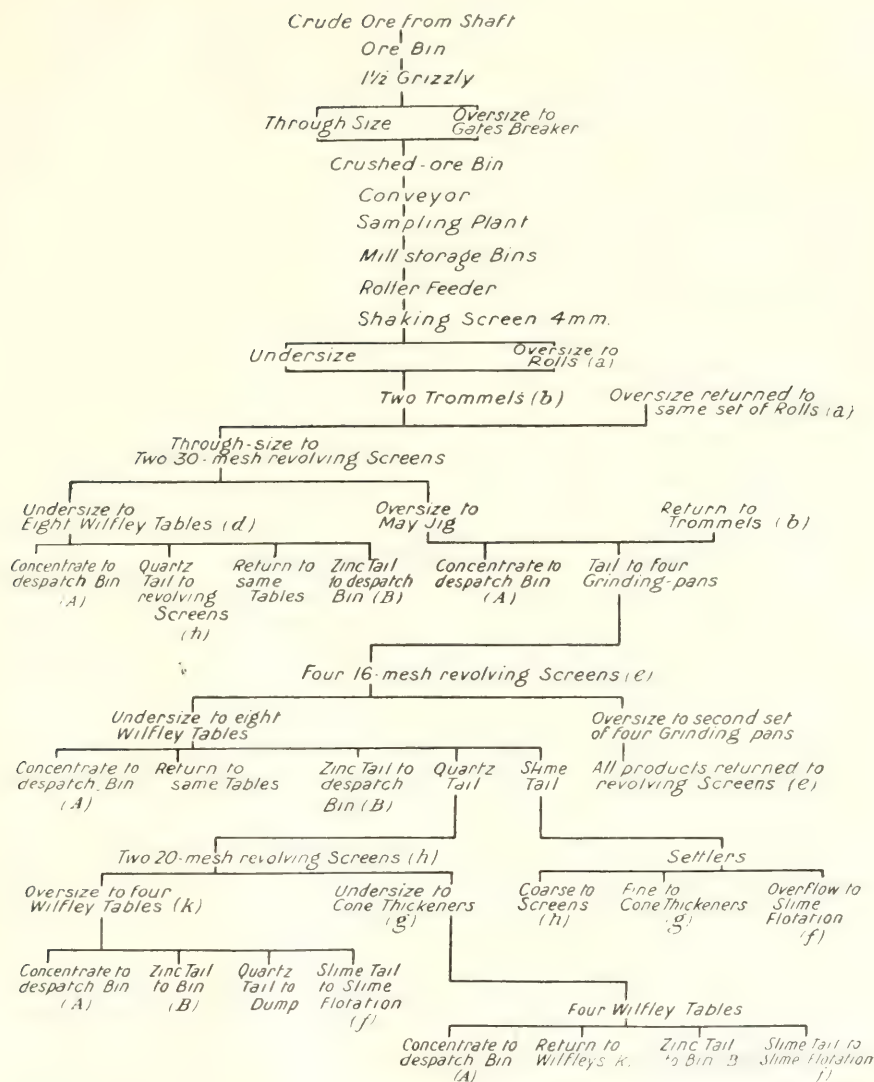 Crude Ore from Shaft
Ore Bin
1½ Grizzly
Through Size
Oversize to
Gates Breaker
Crushed-ore Bin
Conveyor
Sampling Plant
Mill storage Bins
Roller Feeder
Shaking Screen 4mm.
Undersize
Oversize to
Rolls (a)
Two Trommels (b)
Oversize returned to
same set of Rolls (a)
Through-size to
Two 30-mesh revolving Screens
Undersize to
Eight Wilfley Tables (d)
Oversize to
May Jig
Return to
Trommels (b)
Concentrate to
despatch Bin
(A)
Quartz
Tail to
revolving
Screens
(h)
Return to
same
Tables
Zinc Tail
to despatch
Bin (B)
Concentrate to
despatch Bin
(A)
Tail to four
Grinding-pans
Four 16-mesh revolving Screens (e)
Undersize to eight
Wilfley Tables
Oversize to second set
of four Grinding pans
Concentrate to
despatch Bin
(A)
Return to
same Tables
Zinc Tail to
despatch
Bin (B)
Quartz
Tail
Slime
Tail
All products returned to
revolving Screens (e)
Two 20-mesh revolving Screens (h)
Settlers
Oversize to four
Wilfley Tables (k)
Undersize to
Cone Thickeners
(g)
Coarse to
Screens
(h)
Fine to
Cone Thickeners
(g)
Overflow to
Slime
Flotation
(f)
Concentrate to
despatch Bin
(A)
Zinc Tail
to Bin
(B)
Quartz
Tail to
Dump
Slime Tail
to Slime
Flotation
(f)
Four Wilfley Tables
Concentrate to
despatch Bin
(A)
Return to
Wilfleys k.
Zinc Tail
to Bin B
Slime Tail to
Slime Flotation
f)